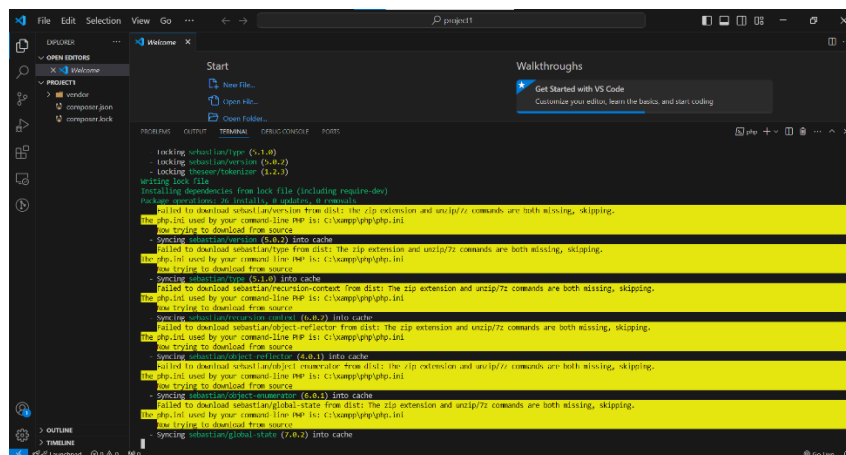 File Edit Selection View Go ...
project1
EXPLORER
Welcome
OPEN EDITORS
Welcome
PROJECT1
vendor
composer.json
composer.lock
Start
New File...
Open File...
Open Folder...
Walkthroughs
Get Started with VS Code
Customize your editor, learn the basics, and start coding
PROBLEMS OUTPUT TERMINAL DEBUG CONSOLE PORTS
php
- Locking sebastian/type (5.1.0)
- Locking sebastian/version (5.0.2)
- Locking theseer/tokenizer (1.2.3)
Writing lock file
Installing dependencies from lock file (including require-dev)
Package operations: 26 installs, 0 updates, 0 removals
Failed to download sebastian/version from dist: The zip extension and unzip/7z commands are both missing, skipping.
The php.ini used by your command-line PHP is: C:\xampp\php\php.ini
Now trying to download from source
- Syncing sebastian/version (5.0.2) into cache
Failed to download sebastian/type from dist: The zip extension and unzip/7z commands are both missing, skipping.
The php.ini used by your command-line PHP is: C:\xampp\php\php.ini
Now trying to download from source
- Syncing sebastian/type (5.1.0) into cache
Failed to download sebastian/recursion-context from dist: The zip extension and unzip/7z commands are both missing, skipping.
The php.ini used by your command-line PHP is: C:\xampp\php\php.ini
Now trying to download from source
- Syncing sebastian/recursion-context (6.0.2) into cache
Failed to download sebastian/object-reflector from dist: The zip extension and unzip/7z commands are both missing, skipping.
The php.ini used by your command-line PHP is: C:\xampp\php\php.ini
Now trying to download from source
- Syncing sebastian/object-reflector (4.0.1) into cache
Failed to download sebastian/object-enumerator from dist: The zip extension and unzip/7z commands are both missing, skipping.
The php.ini used by your command-line PHP is: C:\xampp\php\php.ini
Now trying to download from source
- Syncing sebastian/object-enumerator (6.0.1) into cache
Failed to download sebastian/global-state from dist: The zip extension and unzip/7z commands are both missing, skipping.
The php.ini used by your command-line PHP is: C:\xampp\php\php.ini
Now trying to download from source
- Syncing sebastian/global-state (7.0.2) into cache
OUTLINE
TIMELINE
Launchpad 0 0
Go Live